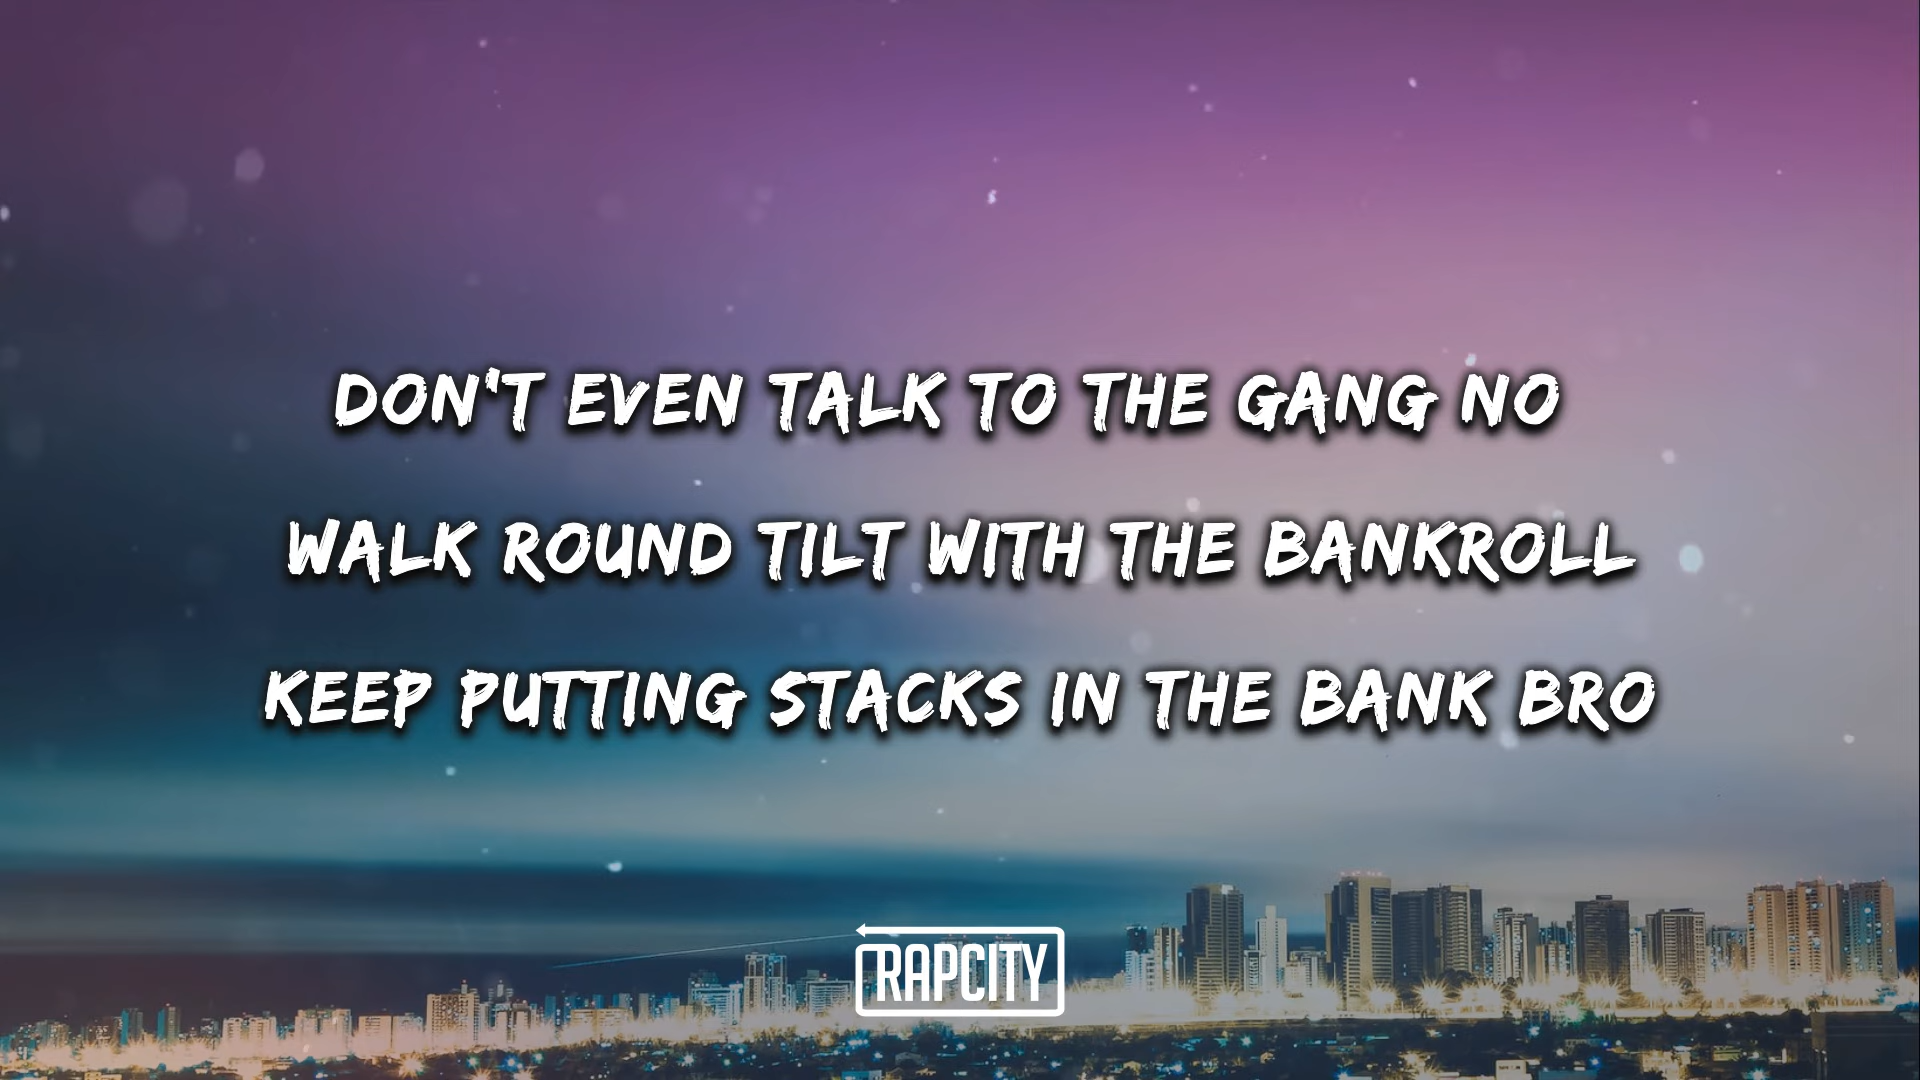 DON'T EVEN TALK TO THE GANG NO
WALK ROUND TILT WITH THE BANKROLL
KEEP PUTTING STACKS IN THE BANK BRO
RAPCITY